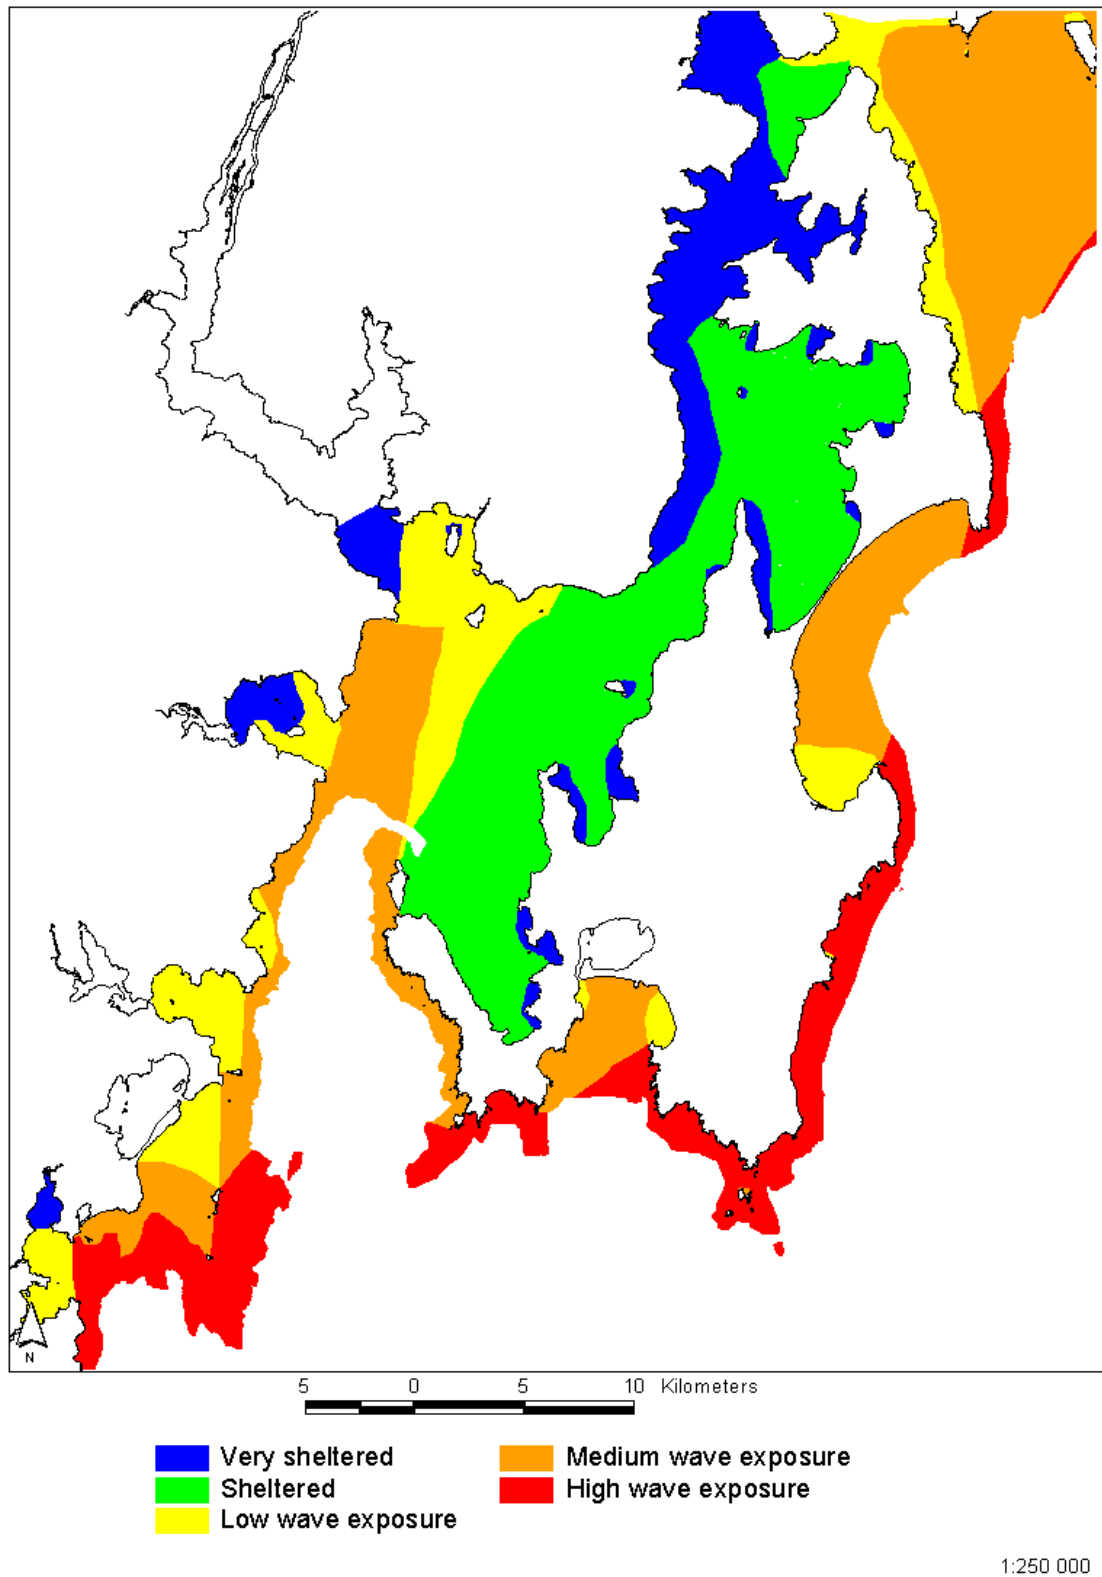 N
5 0 5 10 Kilometers
Very sheltered
Sheltered
Low wave exposure
Medium wave exposure
High wave exposure
1:250 000